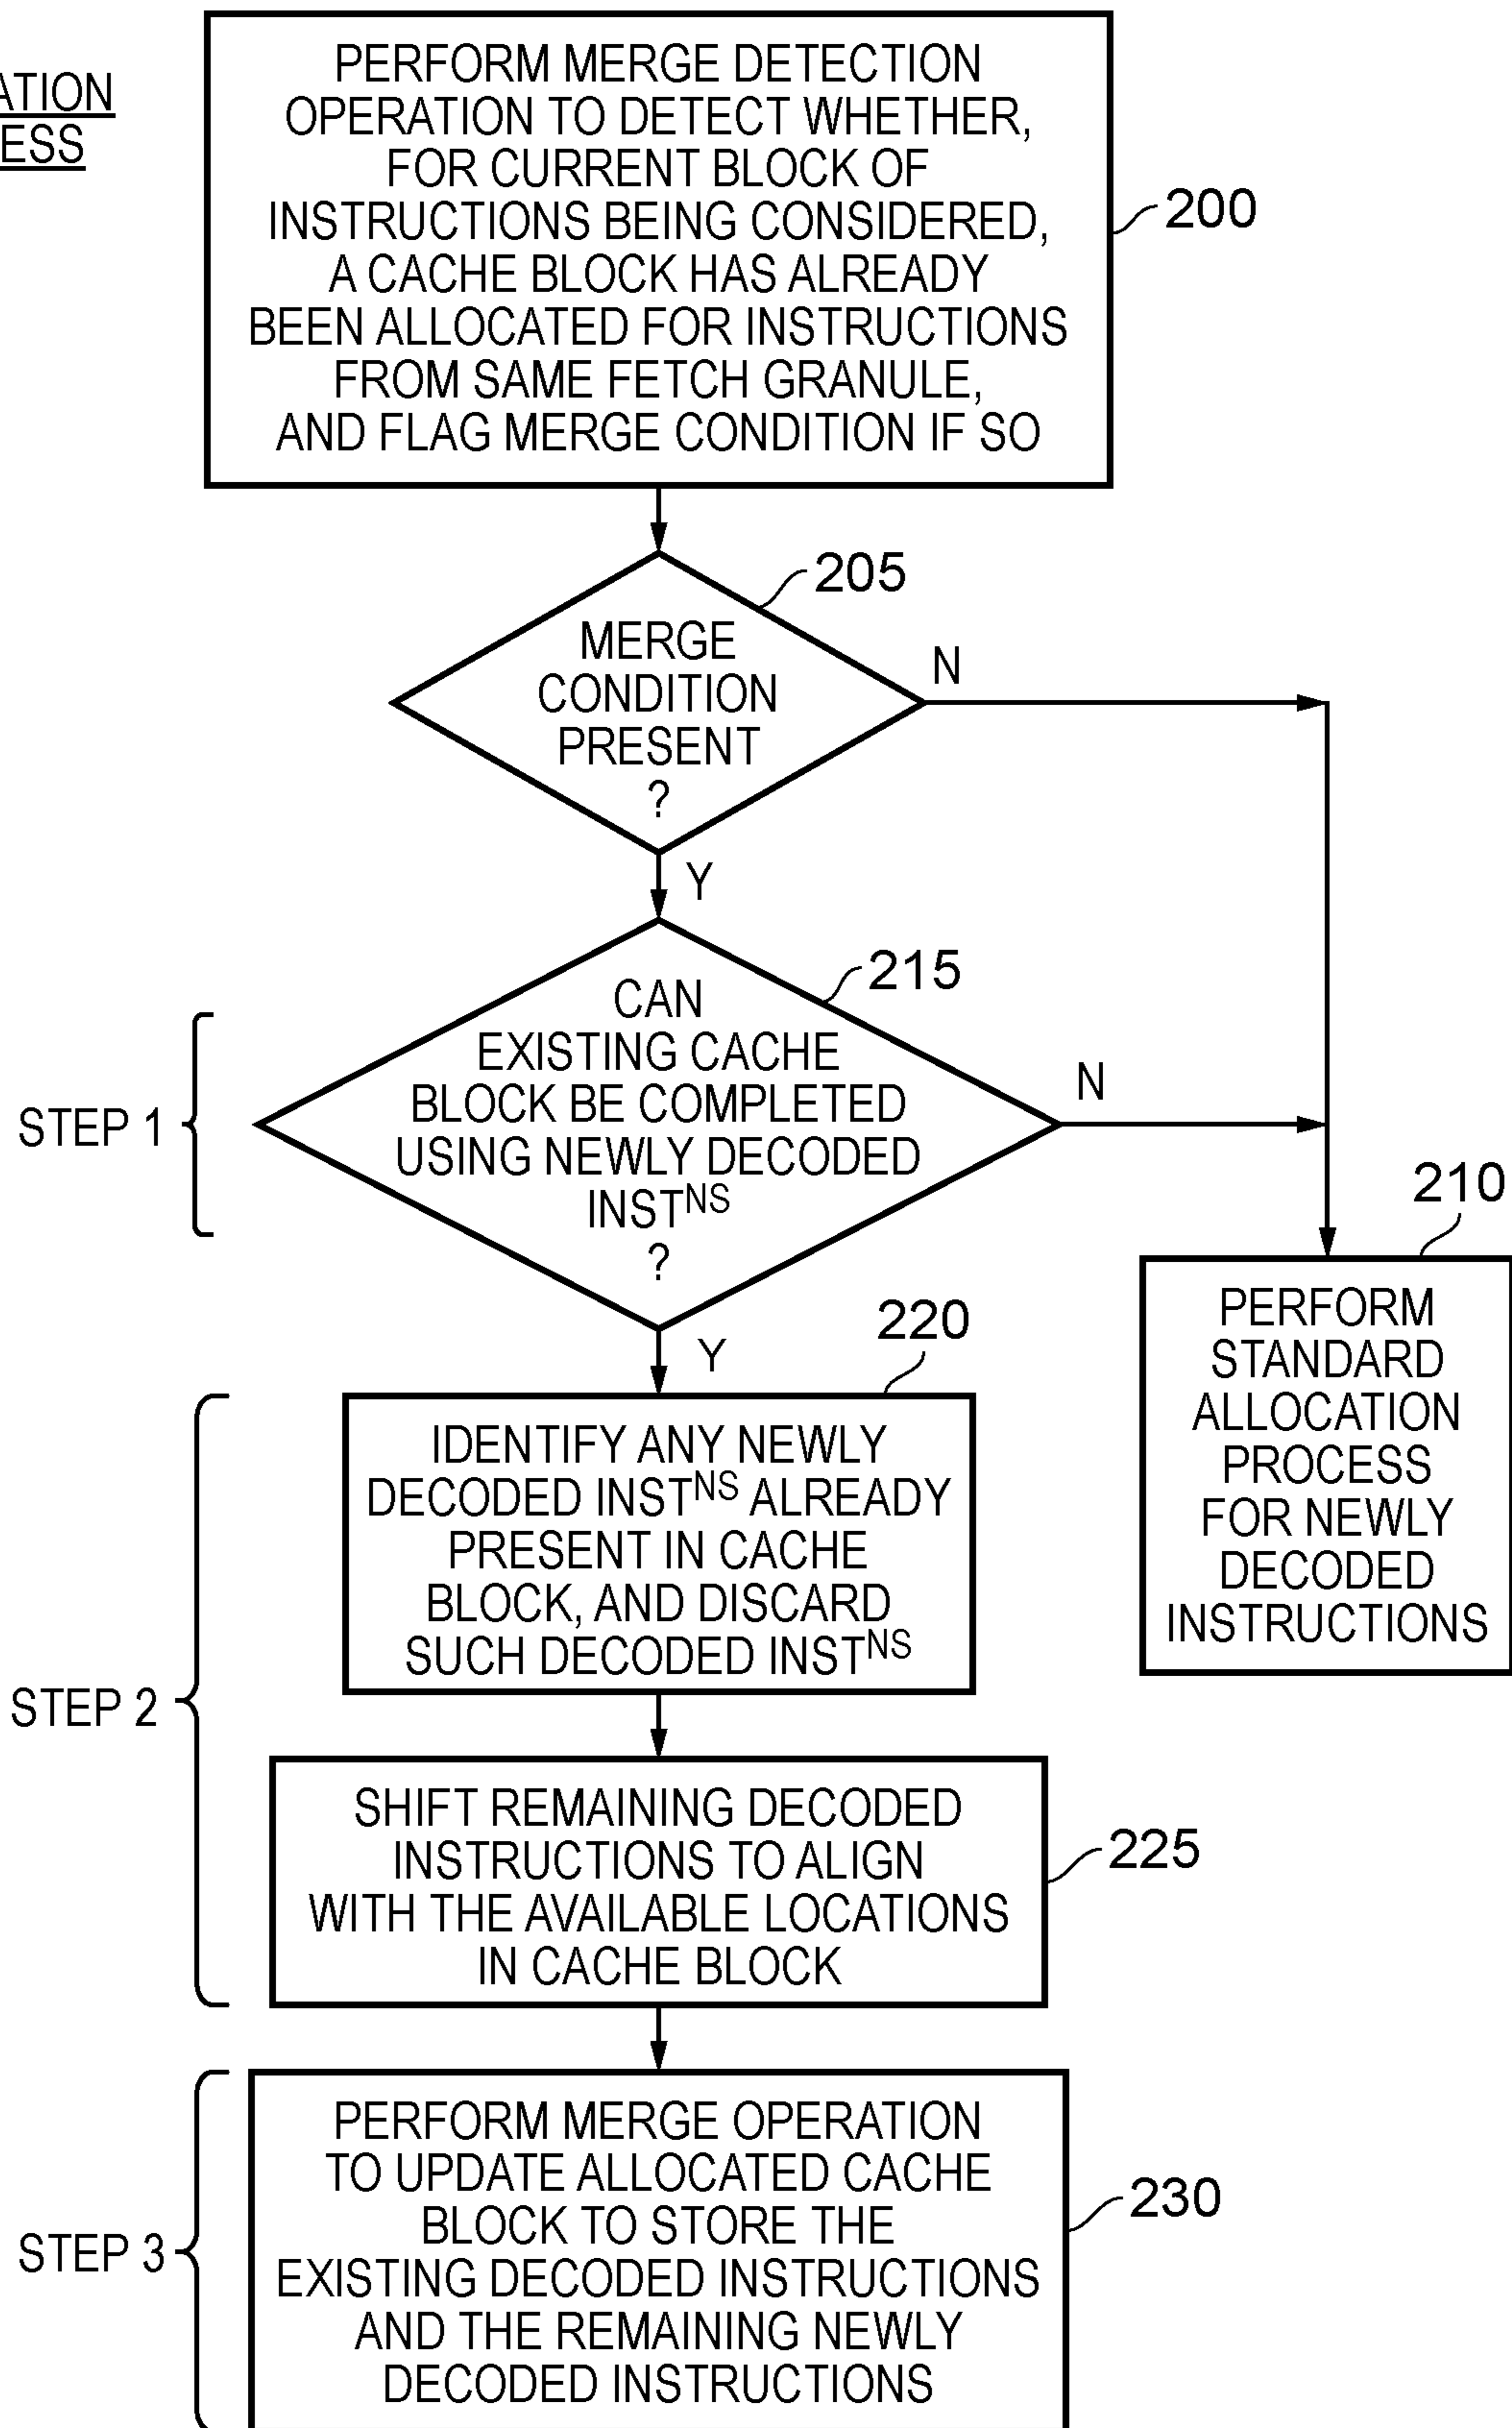 PERFORM MERGE DETECTION
OPERATION TO DETECT WHETHER,
FOR CURRENT BLOCK OF
INSTRUCTIONS BEING CONSIDERED,
A CACHE BLOCK HAS ALREADY
BEEN ALLOCATED FOR INSTRUCTIONS
FROM SAME FETCH GRANULE,
AND FLAG MERGE CONDITION IF SO
200
205
MERGE
CONDITION
PRESENT
?
N
Y
215
CAN
EXISTING CACHE
BLOCK BE COMPLETED
USING NEWLY DECODED
INSTNS
?
N
STEP 1
Y
210
PERFORM
STANDARD
ALLOCATION
PROCESS
FOR NEWLY
DECODED
INSTRUCTIONS
220
IDENTIFY ANY NEWLY
DECODED INSTNS ALREADY
PRESENT IN CACHE
BLOCK, AND DISCARD
SUCH DECODED INSTNS
STEP 2
SHIFT REMAINING DECODED
INSTRUCTIONS TO ALIGN
WITH THE AVAILABLE LOCATIONS
IN CACHE BLOCK
225
STEP 3
PERFORM MERGE OPERATION
TO UPDATE ALLOCATED CACHE
BLOCK TO STORE THE
EXISTING DECODED INSTRUCTIONS
AND THE REMAINING NEWLY
DECODED INSTRUCTIONS
230